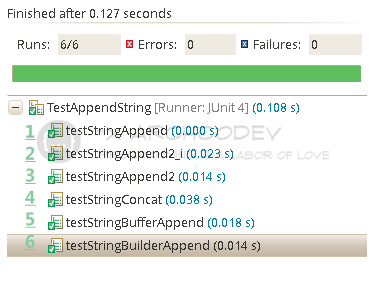 Finished after 0.127 seconds
Runs: 6/6 Errors: 0 Failures: 0
TestAppendString [Runner: JUnit 4] (0.108 s)
1 testStringAppend (0.000 s)
2 testStringAppend2_i (0.023 s)
LABOR OF LOVE
3 testStringAppend2 (0.014 s)
4 testStringConcat (0.038 s)
5 testStringBufferAppend (0.018 s)
6 testStringBuilderAppend (0.014 s)